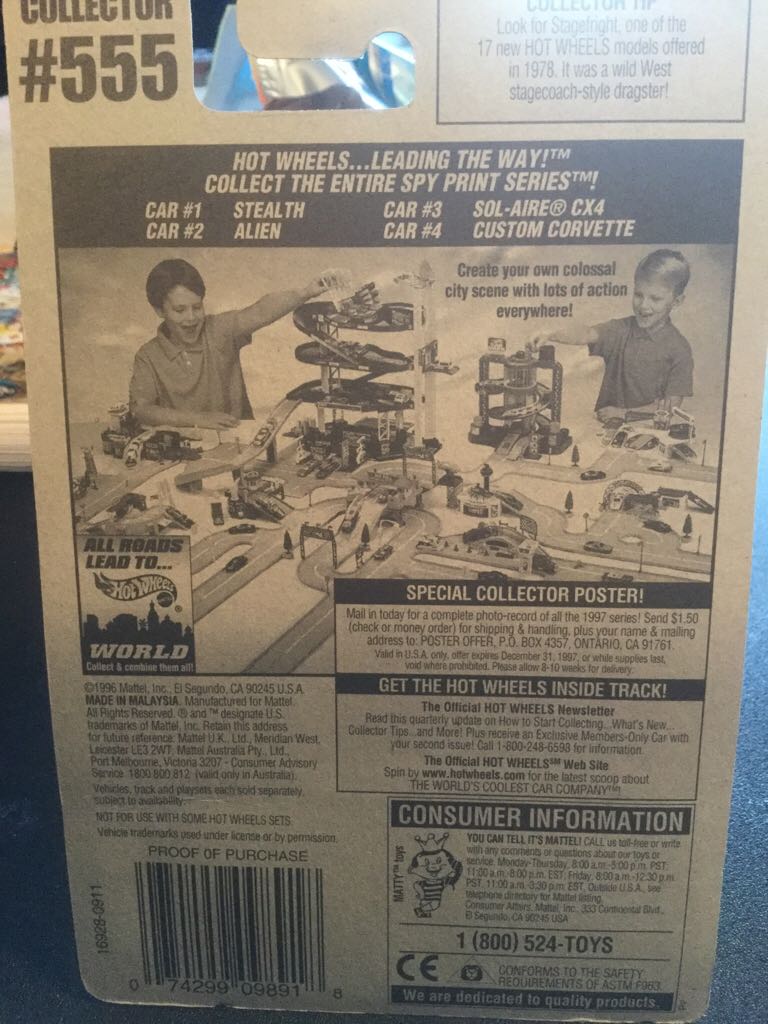 COLLECTOR
#555
COLLECTOR TIP
Look for Stagefright, one of the
17 new HOT WHEELS models offered
in 1978. It was a wild West
stagecoach-style dragster!
HOT WHEELS...LEADING THE WAY!™
COLLECT THE ENTIRE SPY PRINT SERIES™!
CAR #1 STEALTH CAR #3 SOL-AIRE® CX4
CAR #2 ALIEN CAR #4 CUSTOM CORVETTE
Create your own colossal
city scene with lots of action
everywhere!
ALL ROADS
LEAD TO...
Hot Wheels
WORLD
Collect & combine them all!
SPECIAL COLLECTOR POSTER!
Mail in today for a complete photo-record of all the 1997 series! Send $1.50
(check or money order) for shipping & handling, plus your name & mailing
address to: POSTER OFFER, P.O. BOX 4357, ONTARIO, CA 91761.
Valid in U.S.A. only, offer expires December 31, 1997, or while supplies last,
void where prohibited. Please allow 8-10 weeks for delivery.
GET THE HOT WHEELS INSIDE TRACK!
The Official HOT WHEELS Newsletter
Read this quarterly update on How to Start Collecting...What's New...
Collector Tips...and More! Plus receive an Exclusive Members-Only Car with
your second issue! Call 1-800-248-6598 for information.
The Official HOT WHEELS℠ Web Site
Spin by www.hotwheels.com for the latest scoop about
THE WORLD'S COOLEST CAR COMPANY™!
©1996 Mattel, Inc., El Segundo, CA 90245 U.S.A.
MADE IN MALAYSIA. Manufactured for Mattel.
All Rights Reserved. ® and ™ designate U.S.
trademarks of Mattel, Inc. Retain this address
for future reference: Mattel U.K. Ltd., Meridian West,
Leicester LE3 2WT. Mattel Australia Pty., Ltd.,
Port Melbourne, Victoria 3207 - Consumer Advisory
Service 1800 800 812 (valid only in Australia).
Vehicles, track and playsets each sold separately,
subject to availability.
NOT FOR USE WITH SOME HOT WHEELS SETS.
Vehicle trademarks used under license or by permission.
PROOF OF PURCHASE
16928-0911
0 74299 09891 8
CONSUMER INFORMATION
MATTY™ toys
YOU CAN TELL IT'S MATTEL! CALL us toll-free or write
with any comments or questions about our toys or
service. Monday-Thursday, 8:00 a.m.-5:00 p.m. PST,
11:00 a.m.-8:00 p.m. EST; Friday, 8:00 a.m.-12:30 p.m.
PST, 11:00 a.m.-3:30 p.m. EST. Outside U.S.A., see
telephone directory for Mattel listing.
Consumer Affairs, Mattel, Inc., 333 Continental Blvd.,
El Segundo, CA 90245 USA
1 (800) 524-TOYS
CE
CONFORMS TO THE SAFETY
REQUIREMENTS OF ASTM F963.
We are dedicated to quality products.